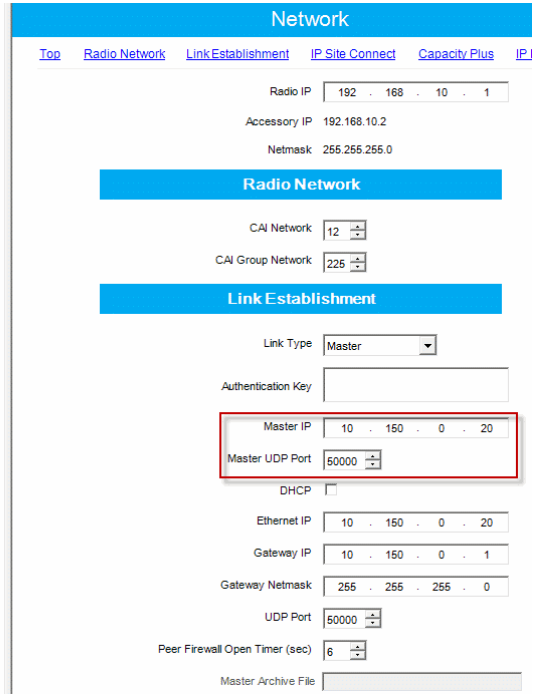 Network
Top Radio Network Link Establishment IP Site Connect Capacity Plus IP
Radio IP 192 . 168 . 10 . 1
Accessory IP 192.168.10.2
Netmask 255.255.255.0
Radio Network
CAI Network 12
CAI Group Network 225
Link Establishment
Link Type Master
Authentication Key
Master IP 10 . 150 . 0 . 20
Master UDP Port 50000
DHCP
Ethernet IP 10 . 150 . 0 . 20
Gateway IP 10 . 150 . 0 . 1
Gateway Netmask 255 . 255 . 255 . 0
UDP Port 50000
Peer Firewall Open Timer (sec) 6
Master Archive File